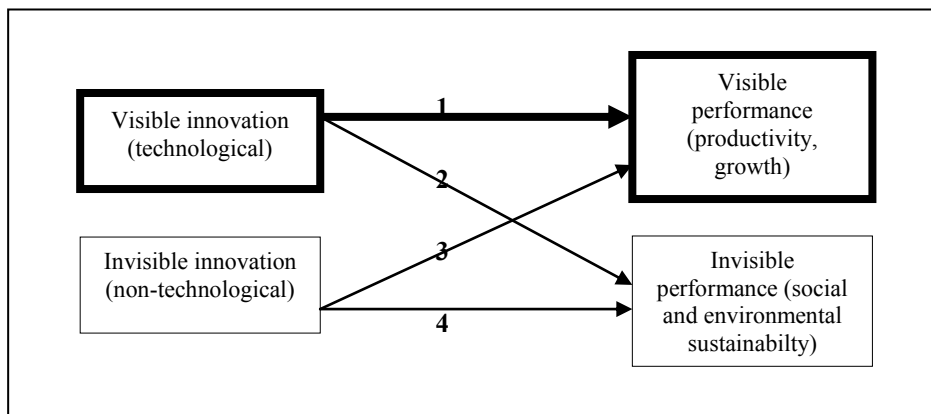 Visible innovation
(technological)
1
Visible
performance
(productivity,
growth)
2
3
Invisible innovation
(non-technological)
4
Invisible
performance (social
and environmental
sustainabilty)